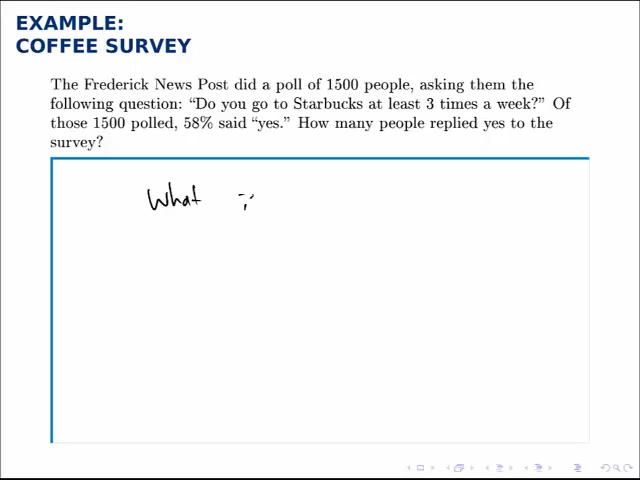 EXAMPLE:
COFFEE SURVEY
The Frederick News Post did a poll of 1500 people, asking them the
following question: “Do you go to Starbucks at least 3 times a week?” Of
those 1500 polled, 58% said “yes.” How many people replied yes to the
survey?
What